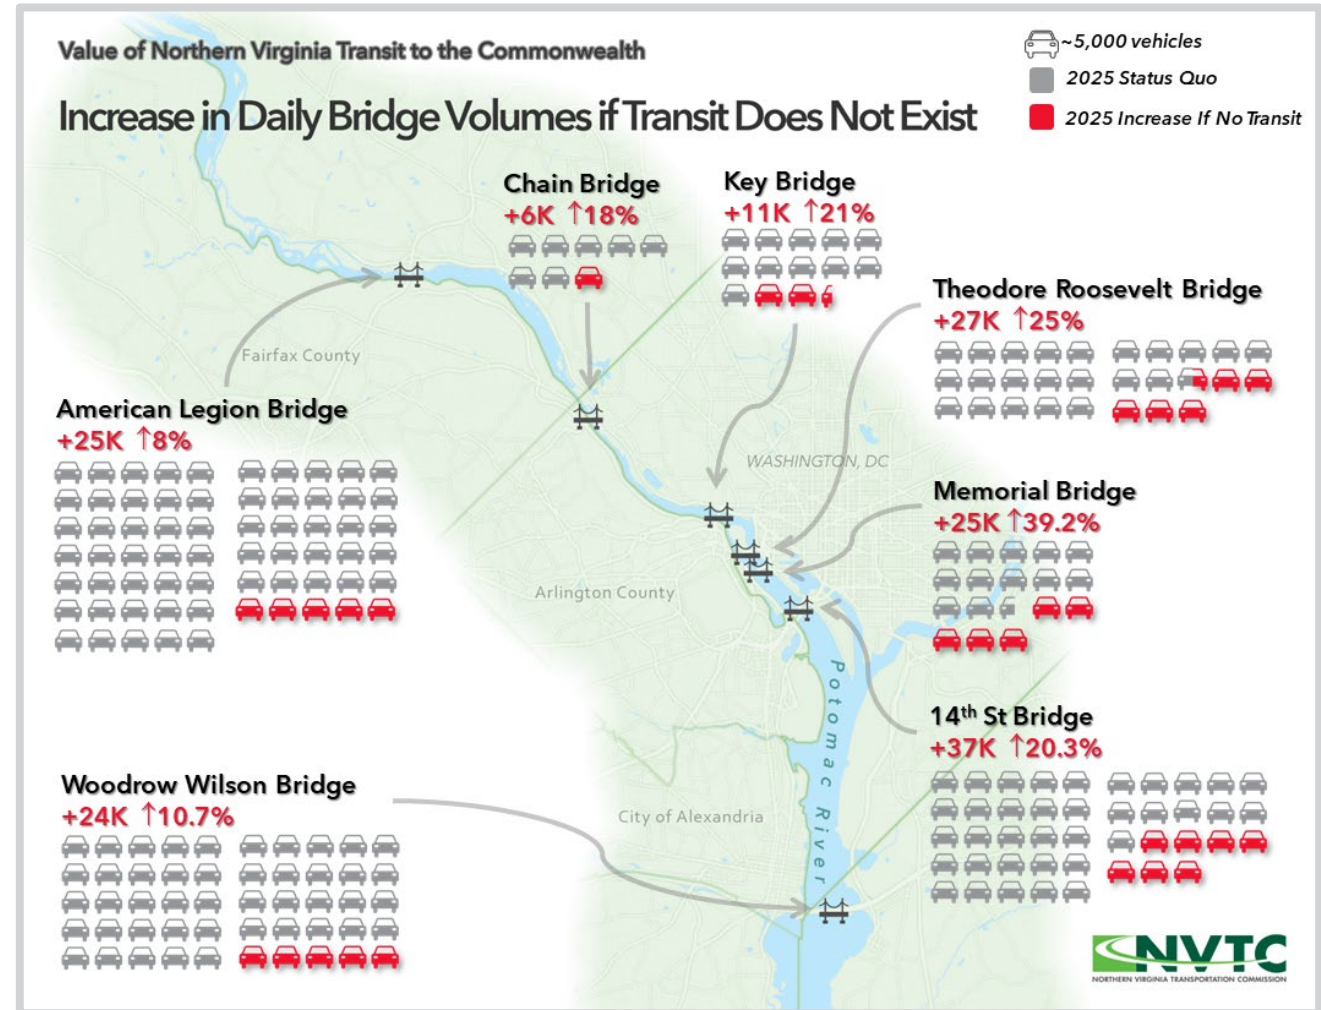 Value of Northern Virginia Transit to the Commonwealth
Increase in Daily Bridge Volumes if Transit Does Not Exist
~5,000 vehicles
2025 Status Quo
2025 Increase If No Transit
Chain Bridge
+6K ↑18%
Key Bridge
+11K ↑21%
Theodore Roosevelt Bridge
+27K ↑25%
Fairfax County
American Legion Bridge
+25K ↑8%
WASHINGTON, DC
Memorial Bridge
+25K ↑39.2%
Arlington County
Potomac River
14th St Bridge
+37K ↑20.3%
Woodrow Wilson Bridge
+24K ↑10.7%
City of Alexandria
NVTC
NORTHERN VIRGINIA TRANSPORTATION COMMISSION